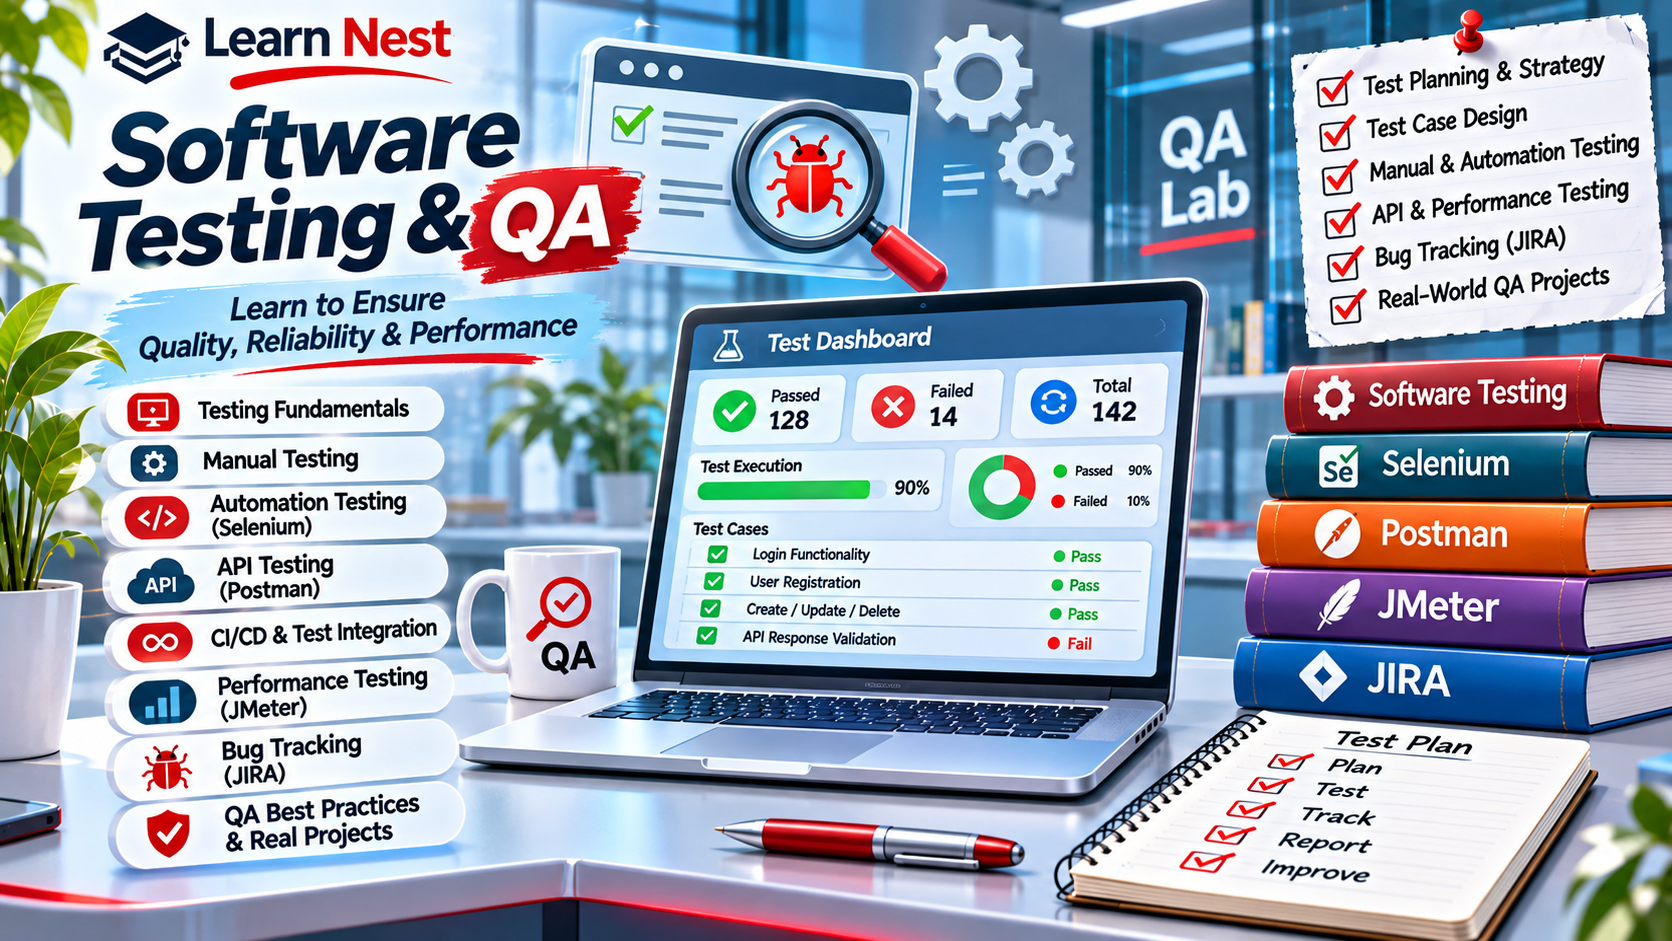 Learn Nest
Software
Testing & QA
Learn to Ensure
Quality, Reliability & Performance
Testing Fundamentals
Manual Testing
Automation Testing
(Selenium)
API
API Testing
(Postman)
CI/CD & Test Integration
Performance Testing
(JMeter)
Bug Tracking
(JIRA)
QA Best Practices
& Real Projects
QA
QA
Lab
Test Dashboard
Passed
128
Failed
14
Total
142
Test Execution
90%
Passed 90%
Failed 10%
Test Cases
Login Functionality Pass
User Registration Pass
Create / Update / Delete Pass
API Response Validation Fail
Test Planning & Strategy
Test Case Design
Manual & Automation Testing
API & Performance Testing
Bug Tracking (JIRA)
Real-World QA Projects
Software Testing
Se Selenium
Postman
JMeter
JIRA
Test Plan
Plan
Test
Track
Report
Improve